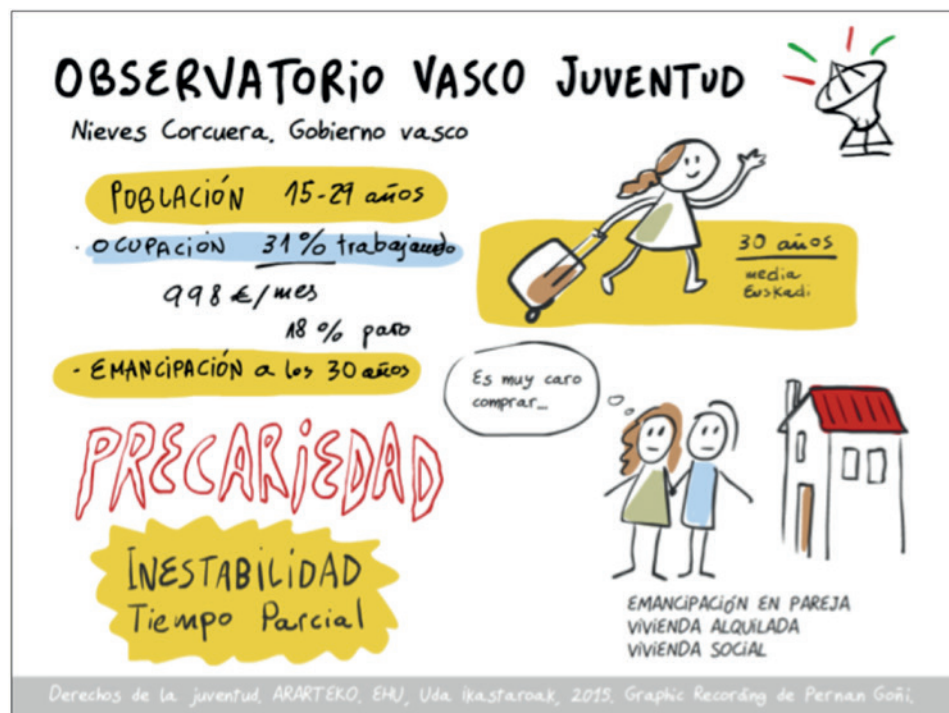 OBSERVATORIO VASCO JUVENTUD
Nieves Corcuera. Gobierno vasco
POBLACIÓN 15-29 años
· OCUPACIÓN 31% trabajando
998 €/mes
18% paro
· EMANCIPACIÓN a los 30 años
PRECARIEDAD
INESTABILIDAD
Tiempo Parcial
30 años
media
Euskadi
Es muy caro
comprar...
EMANCIPACIÓN EN PAREJA
VIVIENDA ALQUILADA
VIVIENDA SOCIAL
Derechos de la juventud. ARARTEKO, EHU, Uda ikastaroak, 2015. Graphic Recording de Pernan Goñi.